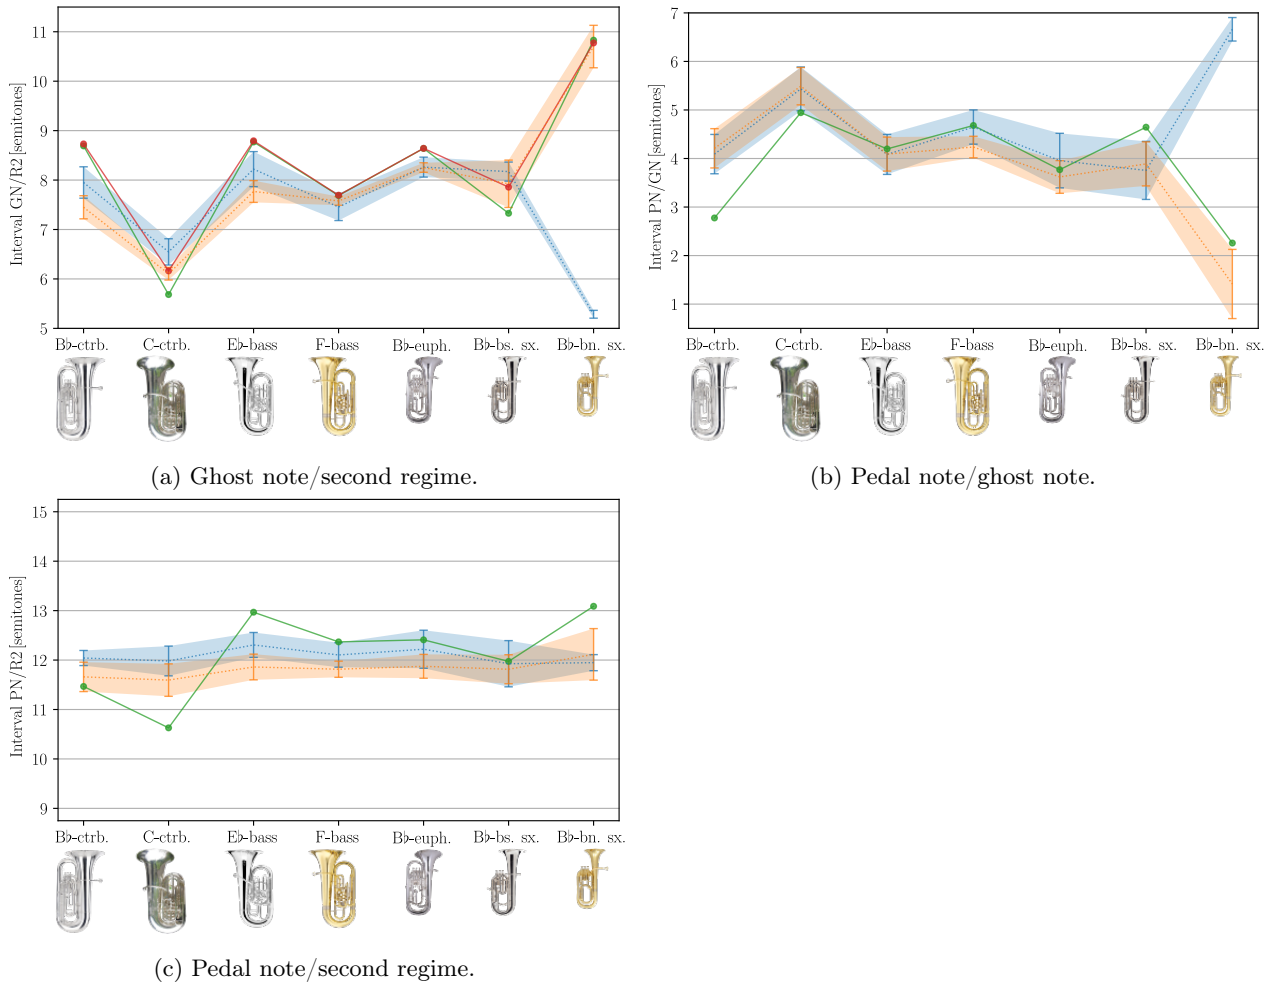 Interval GN/R2 [semitones]
11
10
9
8
7
6
5
B♭-ctrb. C-ctrb. E♭-bass F-bass B♭-euph. B♭-bs. sx. B♭-bn. sx.
(a) Ghost note/second regime.
Interval PN/GN [semitones]
7
6
5
4
3
2
1
B♭-ctrb. C-ctrb. E♭-bass F-bass B♭-euph. B♭-bs. sx. B♭-bn. sx.
(b) Pedal note/ghost note.
Interval PN/R2 [semitones]
15
14
13
12
11
10
9
B♭-ctrb. C-ctrb. E♭-bass F-bass B♭-euph. B♭-bs. sx. B♭-bn. sx.
(c) Pedal note/second regime.